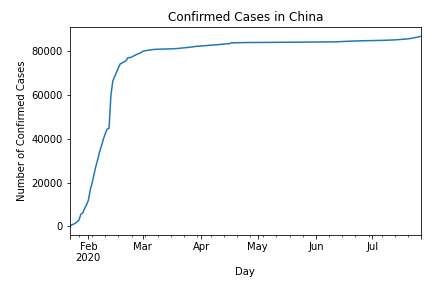 Confirmed Cases in China
Number of Confirmed Cases
80000
60000
40000
20000
0
Feb Mar Apr May Jun Jul
2020
Day